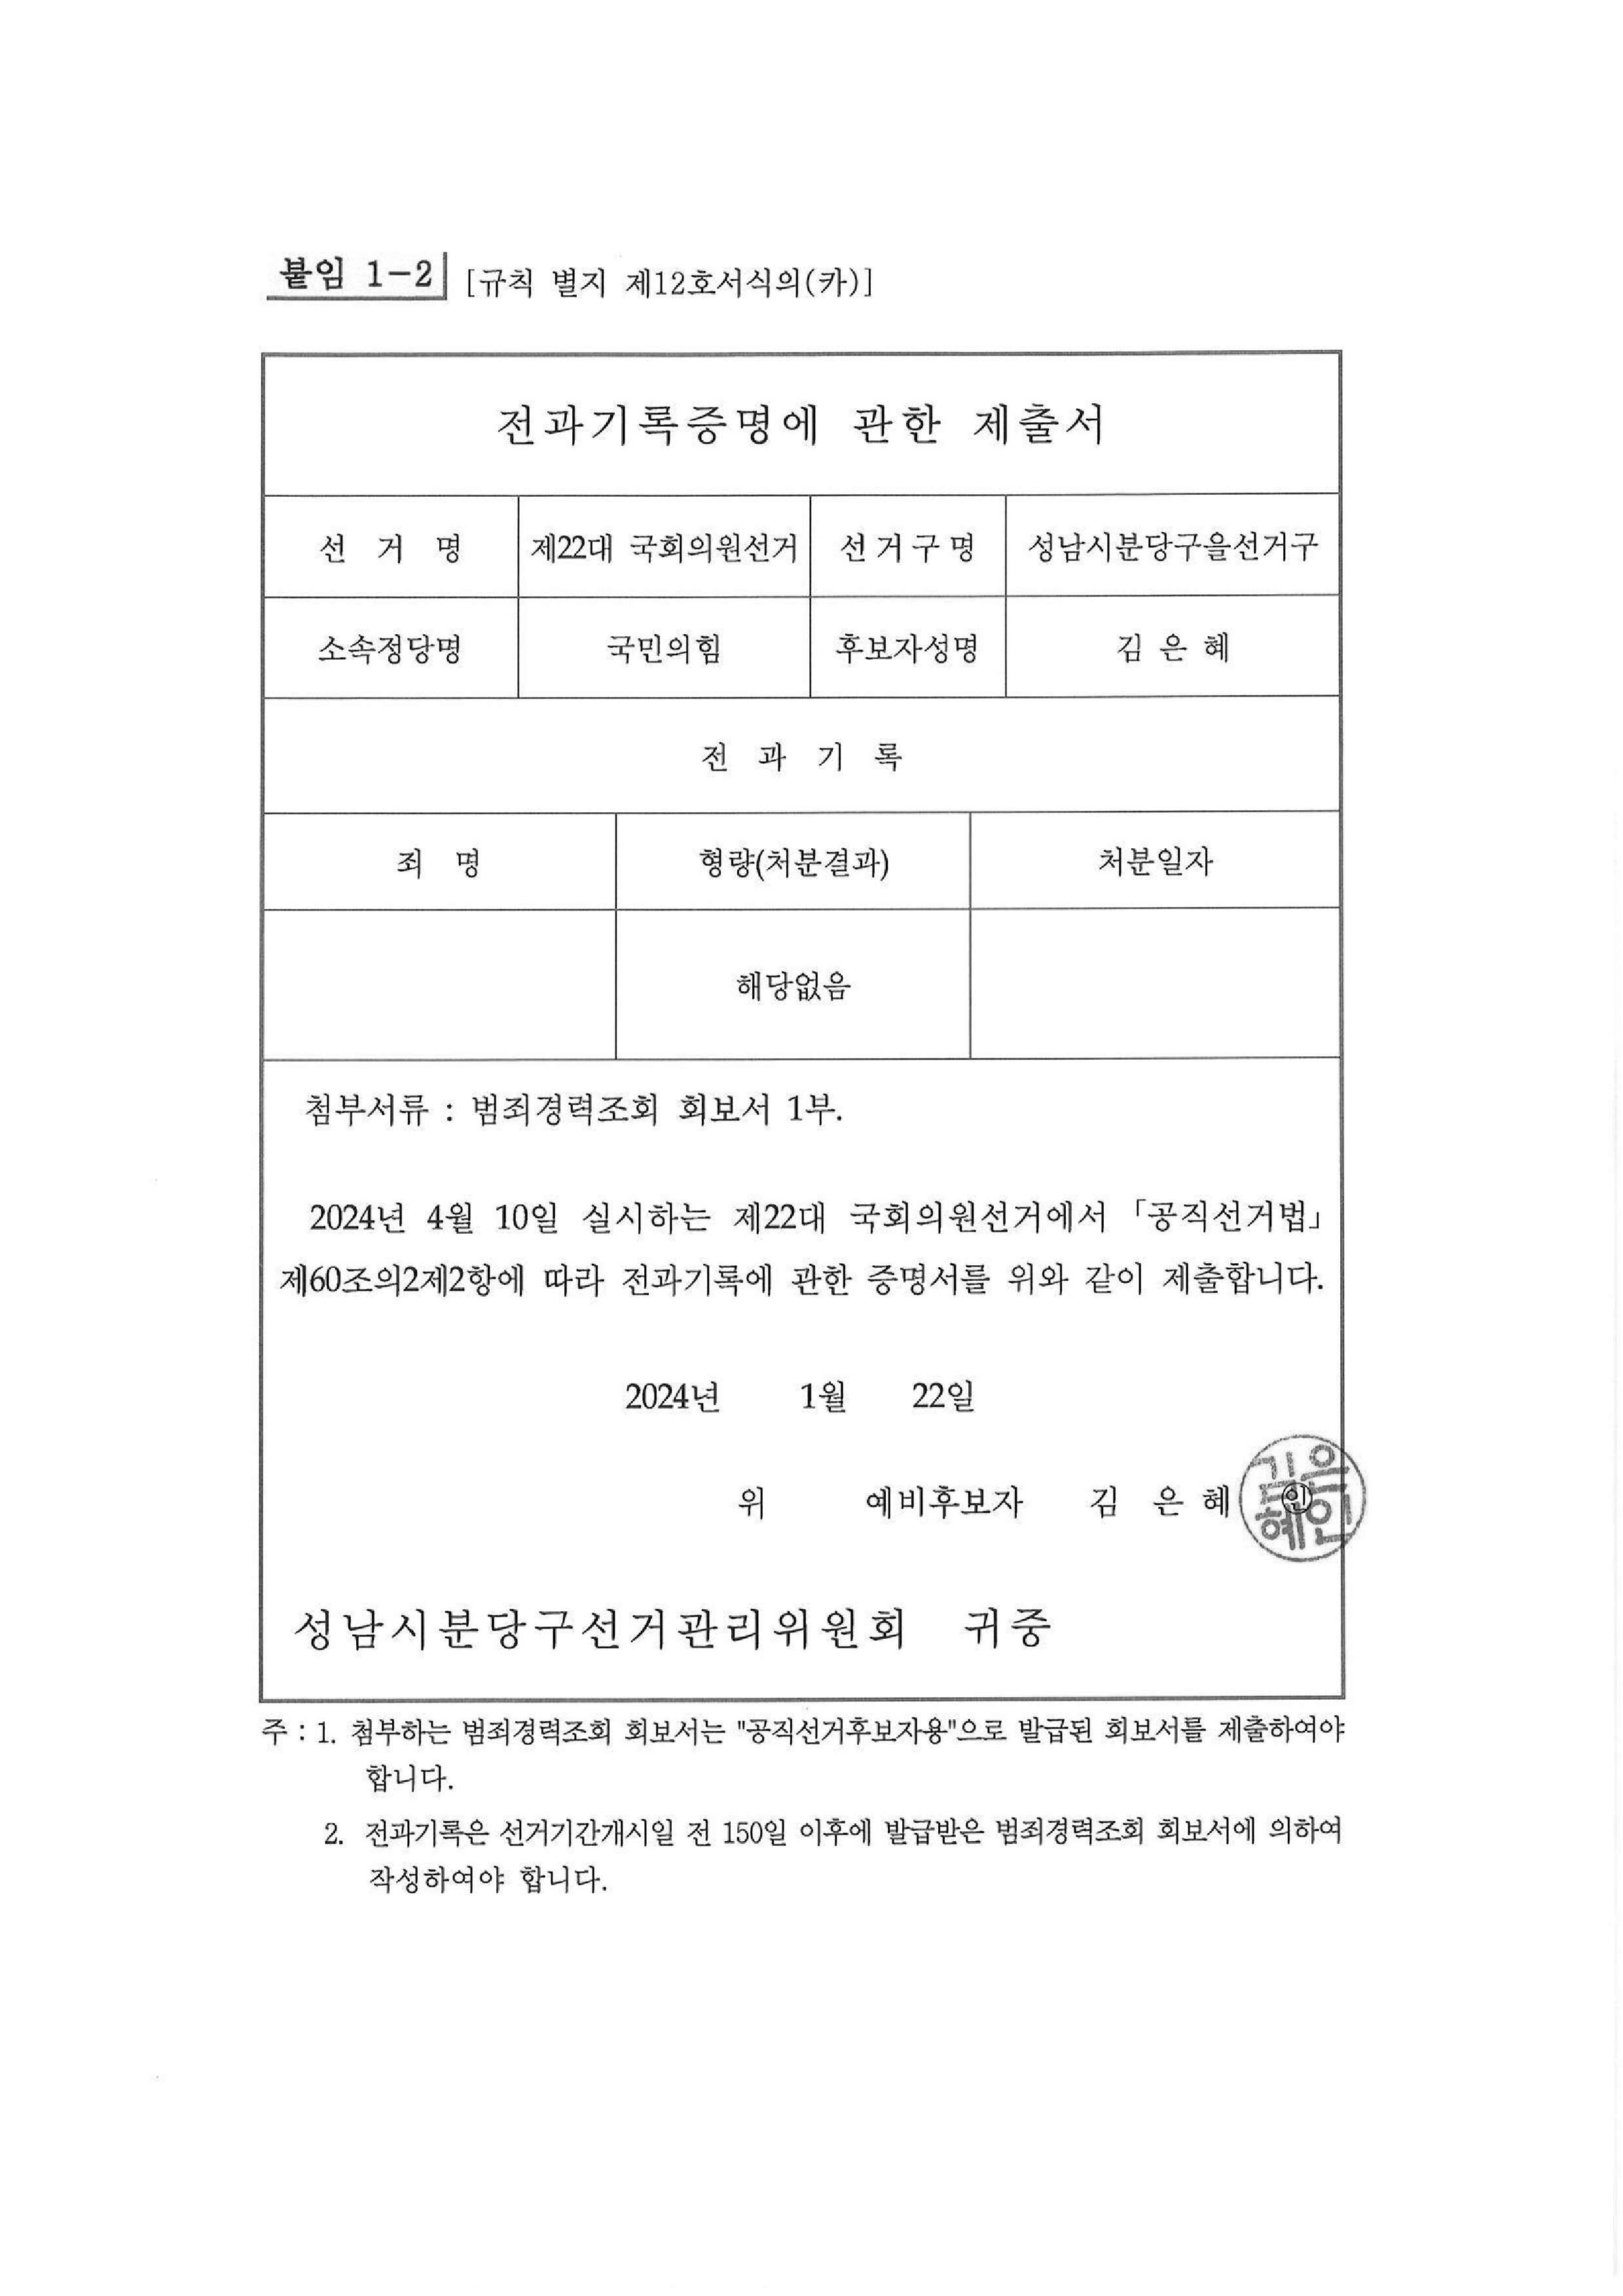 붙임 1-2 [규칙 별지 제12호서식의(카)]
전과기록증명에 관한 제출서
선 거 명 제22대 국회의원선거 선거구명 성남시분당구을선거구
소속정당명 국민의힘 후보자성명 김 은 혜
전 과 기 록
죄 명 형량(처분결과) 처분일자
해당없음
첨부서류 : 범죄경력조회 회보서 1부.
2024년 4월 10일 실시하는 제22대 국회의원선거에서 「공직선거법」
제60조의2제2항에 따라 전과기록에 관한 증명서를 위와 같이 제출합니다.
2024년 1월 22일
위 예비후보자 김 은 혜 ㊞
김은
혜인
성남시분당구선거관리위원회 귀중
주 : 1. 첨부하는 범죄경력조회 회보서는 "공직선거후보자용"으로 발급된 회보서를 제출하여야
합니다.
2. 전과기록은 선거기간개시일 전 150일 이후에 발급받은 범죄경력조회 회보서에 의하여
작성하여야 합니다.